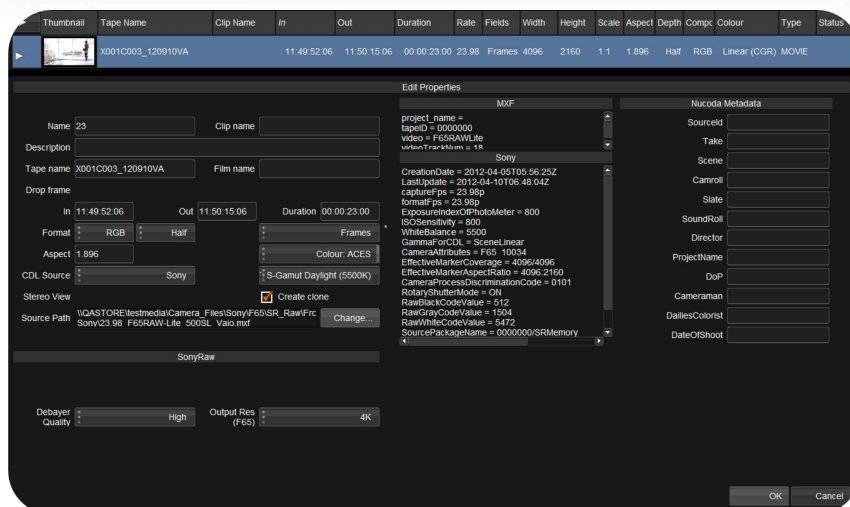 Thumbnail Tape Name Clip Name In Out Duration Rate Fields Width Height Scale Aspect Depth Compc Colour Type Status
X001C003_120910VA 11:49:52:06 11:50:15:06 00:00:23:00 23.98 Frames 4096 2160 1:1 1.896 Half RGB Linear (CGR) MOVIE
Edit Properties
Name 23 Clip name
Description
Tape name X001C003_120910VA Film name
Drop frame
In 11:49:52:06 Out 11:50:15:06 Duration 00:00:23:00
Format RGB Half Frames
Aspect 1.896 Colour: ACES
CDL Source Sony S-Gamut Daylight (5500K)
Stereo View Create clone
Source Path \\QASTORE\testmedia\Camera_Files\Sony\F65\SR_Raw\Frc
Sony\23.98_F65RAW-Lite_500SL_Vaio.mxf Change...
SonyRaw
Debayer Quality High Output Res (F65) 4K
MXF
project_name =
tapeID = 0000000
video = F65RAWLite
videoTrackNum = 18
Sony
CreationDate = 2012-04-05T05:56:25Z
LastUpdate = 2012-04-10T06:48:04Z
captureFps = 23.98p
formatFps = 23.98p
ExposureIndexOfPhotoMeter = 800
ISOSensitivity = 800
WhiteBalance = 5500
GammaForCDL = SceneLinear
CameraAttributes = F65 10034
EffectiveMarkerCoverage = 4096/4096
EffectiveMarkerAspectRatio = 4096:2160
CameraProcessDiscriminationCode = 0101
RotaryShutterMode = ON
RawBlackCodeValue = 512
RawGrayCodeValue = 1504
RawWhiteCodeValue = 5472
SourcePackageName = 0000000/SRMemory
Nucoda Metadata
SourceId
Take
Scene
Camroll
Slate
SoundRoll
Director
ProjectName
DoP
Cameraman
DailiesColorist
DateOfShoot
OK Cancel